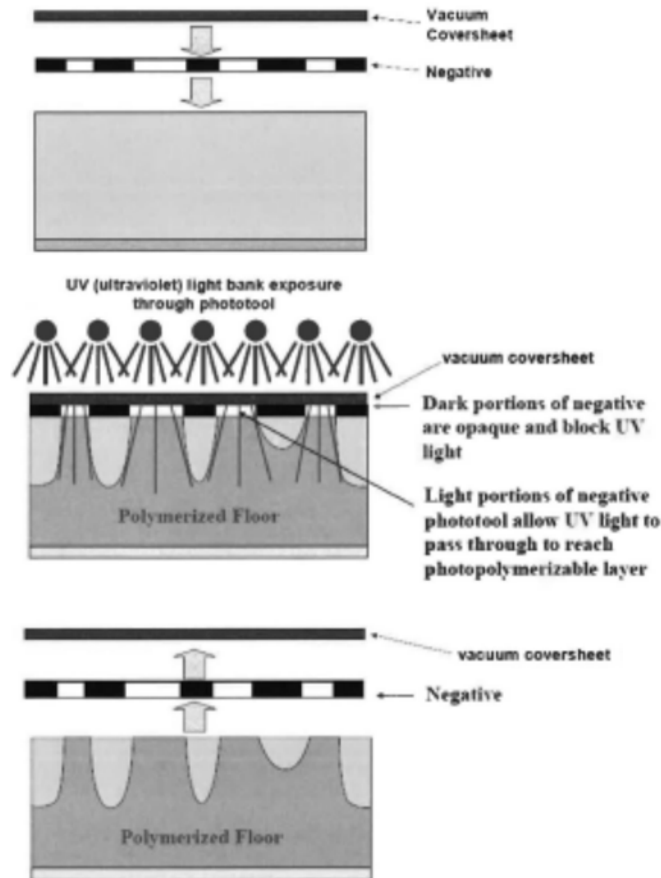 Vacuum
Coversheet
Negative
UV (ultraviolet) light bank exposure
through phototool
vacuum coversheet
Dark portions of negative
are opaque and block UV
light
Light portions of negative
phototool allow UV light to
pass through to reach
photopolymerizable layer
Polymerized Floor
vacuum coversheet
Negative
Polymerized Floor